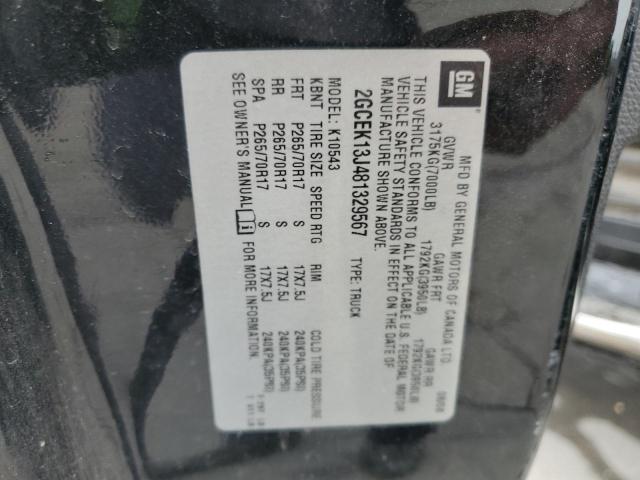 GM
MFD BY GENERAL MOTORS OF CANADA LTD. 08/08
GVWR GAWR FRT GAWR RR
3175KG(7000LB) 1792KG(3950LB) 1792KG(3950LB)
THIS VEHICLE CONFORMS TO ALL APPLICABLE U.S. FEDERAL MOTOR
VEHICLE SAFETY STANDARDS IN EFFECT ON THE DATE OF
MANUFACTURE SHOWN ABOVE.
2GCEK13J481329567 TYPE: TRUCK
MODEL: K10543
KBNT TIRE SIZE SPEED RTG RIM COLD TIRE PRESSURE
FRT P265/70R17 S 17X7.5J 240KPA(35PSI)
RR P265/70R17 S 17X7.5J 240KPA(35PSI)
SPA P265/70R17 S 17X7.5J 240KPA(35PSI)
SEE OWNER'S MANUAL FOR MORE INFORMATION.